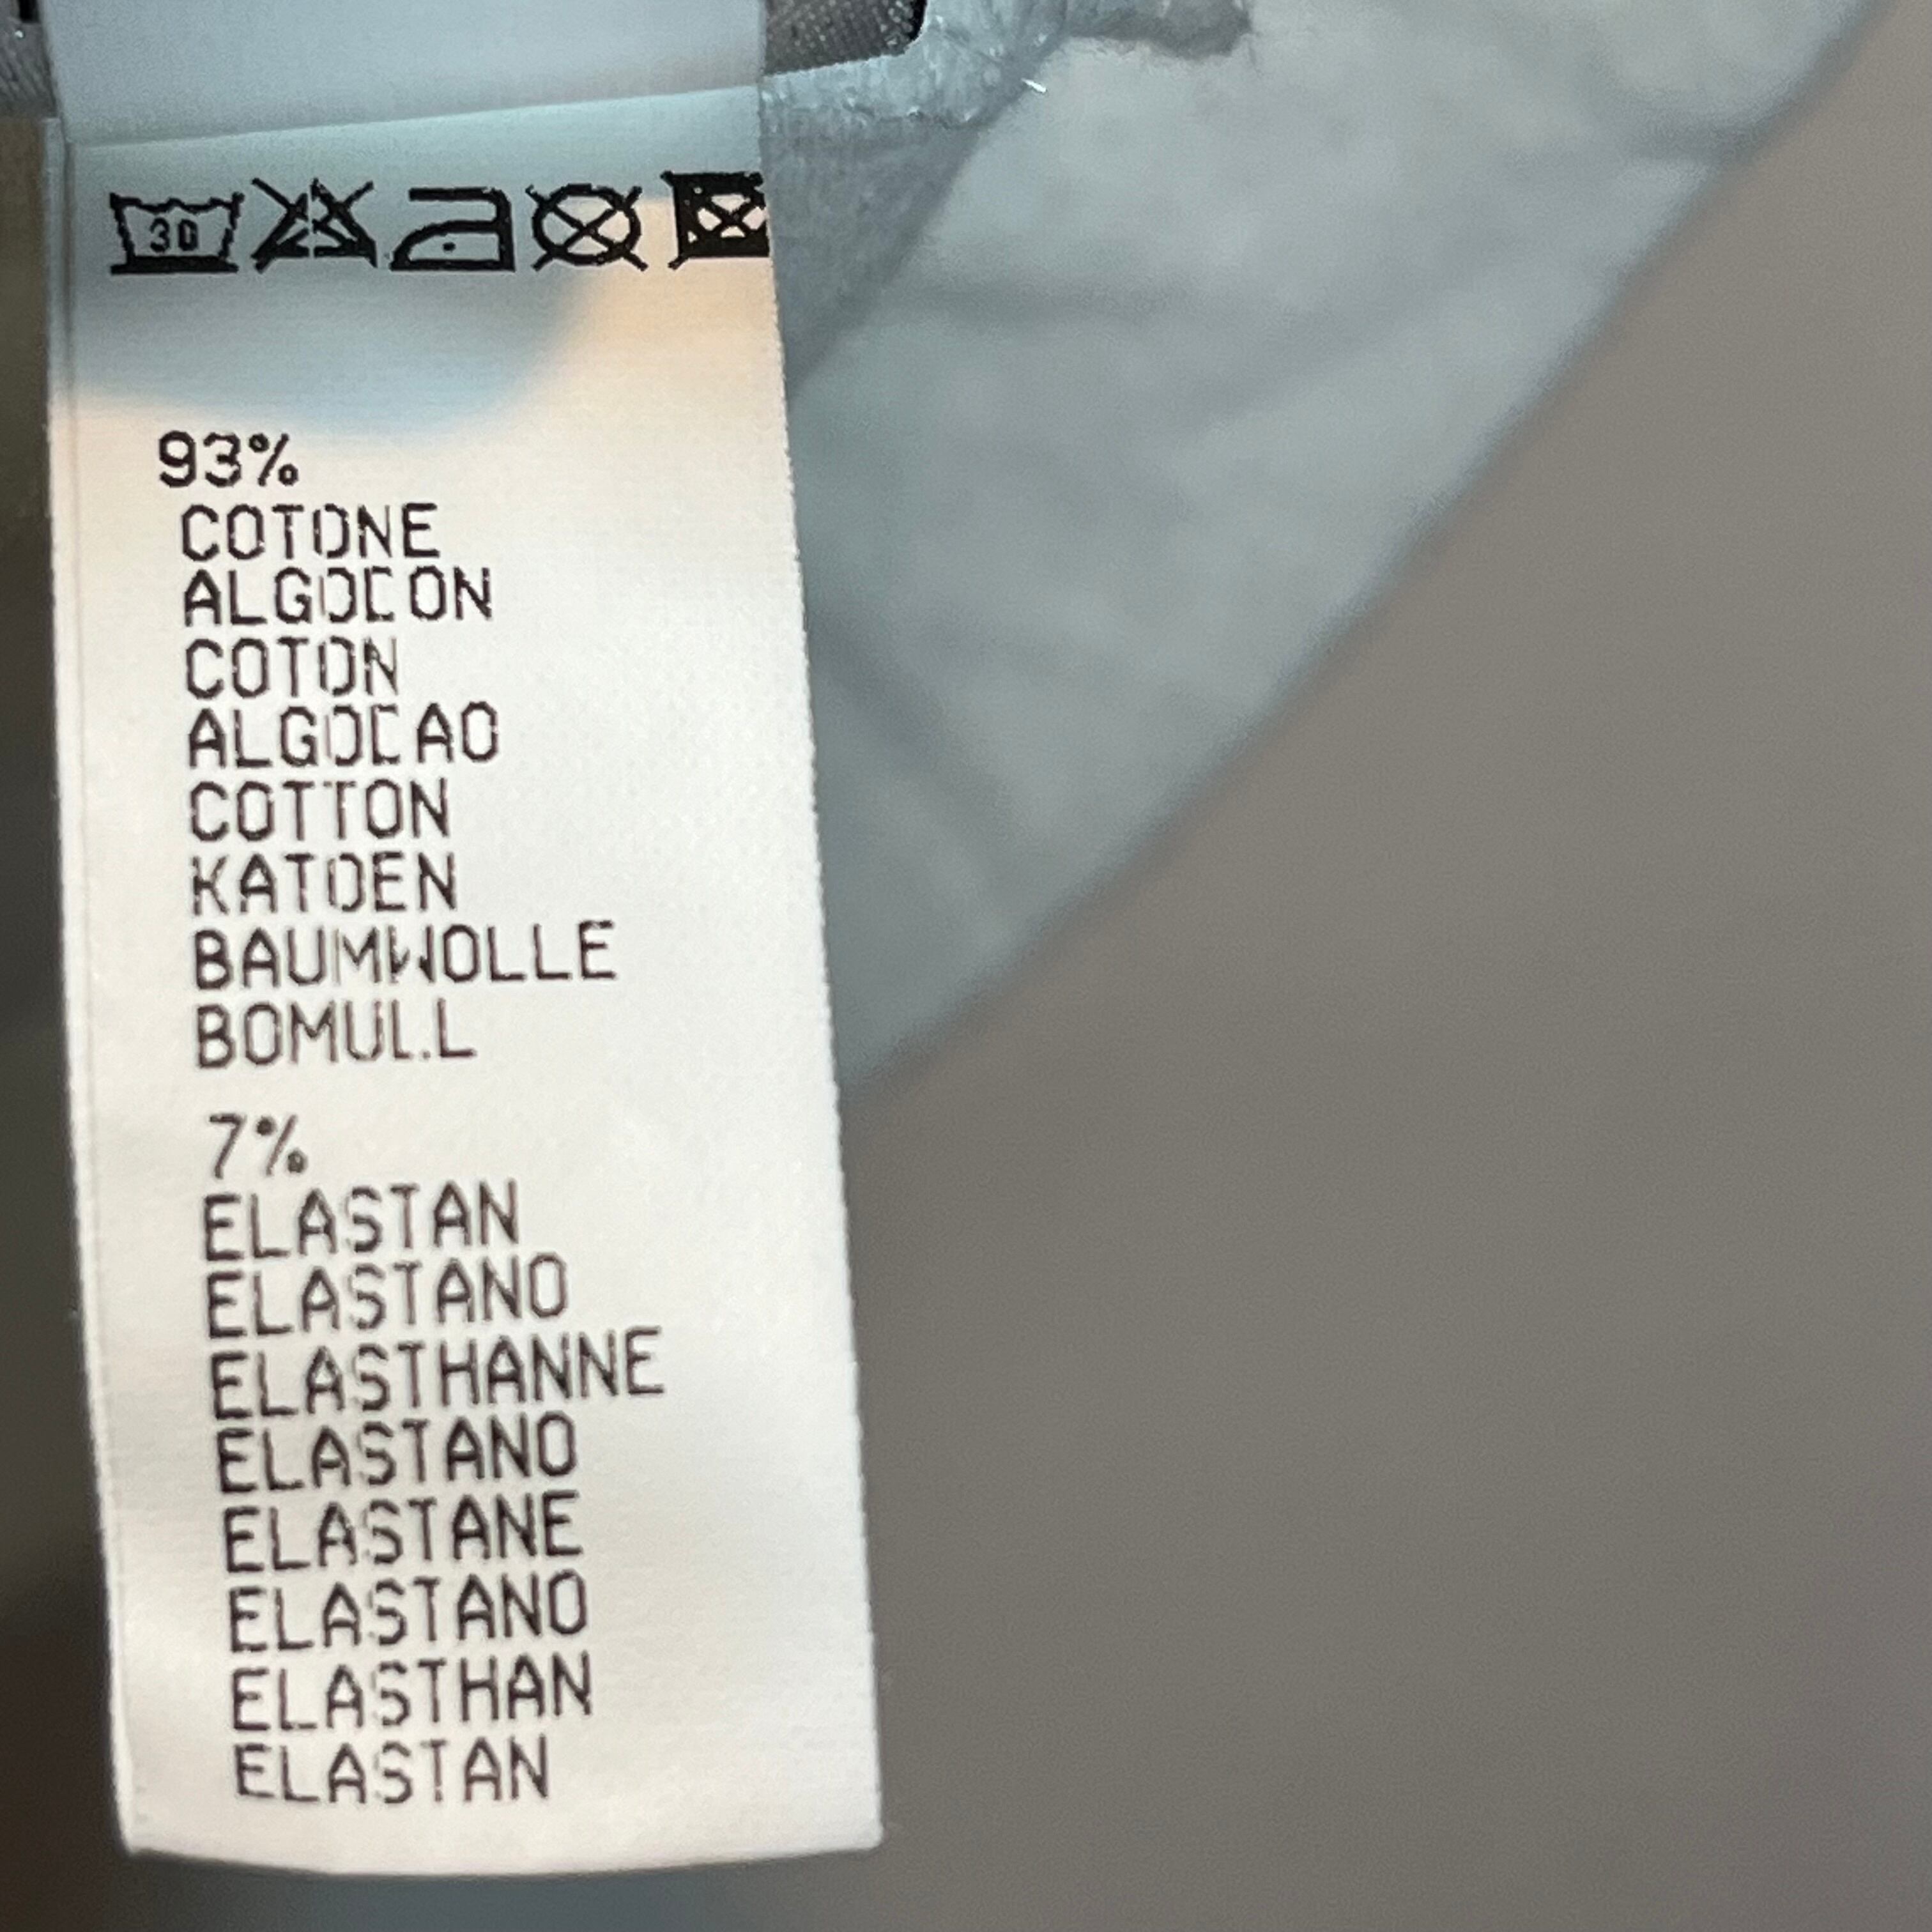 30
93%
COTONE
ALGODON
COTON
ALGODAO
COTTON
KATOEN
BAUMWOLLE
BOMULL
7%
ELASTAN
ELASTANO
ELASTHANNE
ELASTANO
ELASTANE
ELASTANO
ELASTHAN
ELASTAN